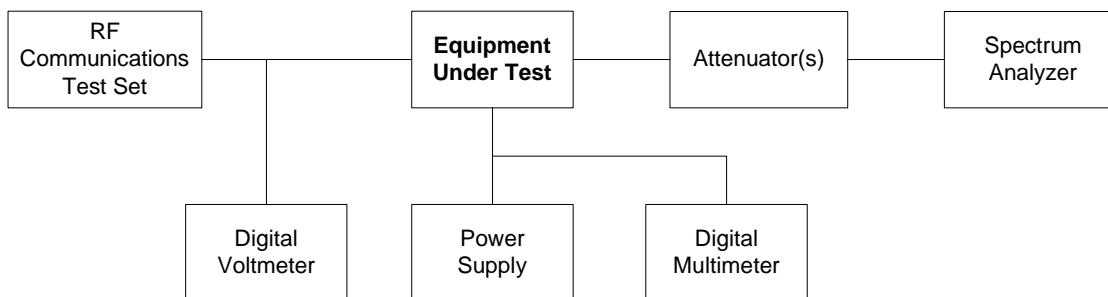 RF
Communications
Test Set
Equipment
Under Test
Attenuator(s)
Spectrum
Analyzer
Digital
Voltmeter
Power
Supply
Digital
Multimeter